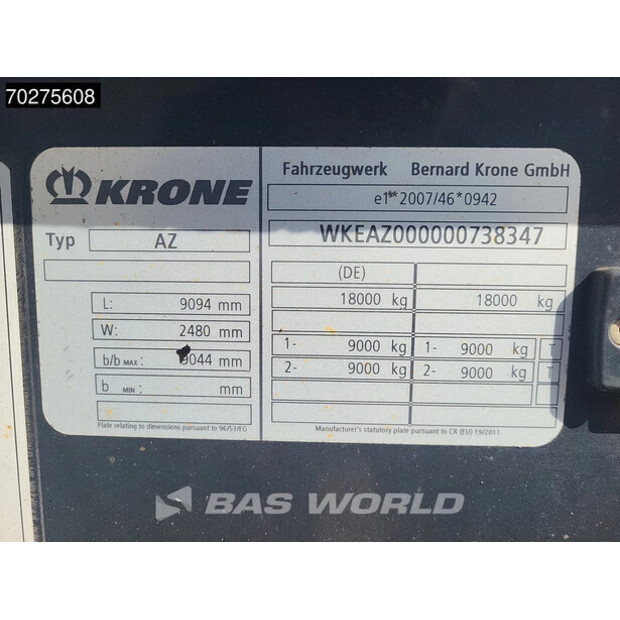 70275608
KRONE
Fahrzeugwerk Bernard Krone GmbH
e1**2007/46*0942
Typ AZ
WKEAZ000000738347
(DE)
L: 9094 mm
18000 kg 18000 kg
W: 2480 mm
b/b MAX: 9044 mm
1- 9000 kg 1- 9000 kg T
b MIN: mm
2- 9000 kg 2- 9000 kg T
Plate relating to dimensions pursuant to 96/53/EG
Manufacturer's statutory plate pursuant to CR (EU) 19/2011
BAS WORLD